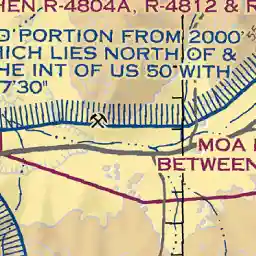 HEN R-4804A, R-4812 & R
D PORTION FROM 2000'
HICH LIES NORTH OF &
HE INT OF US 50 WITH
7'30"
MOA
BETWEEN